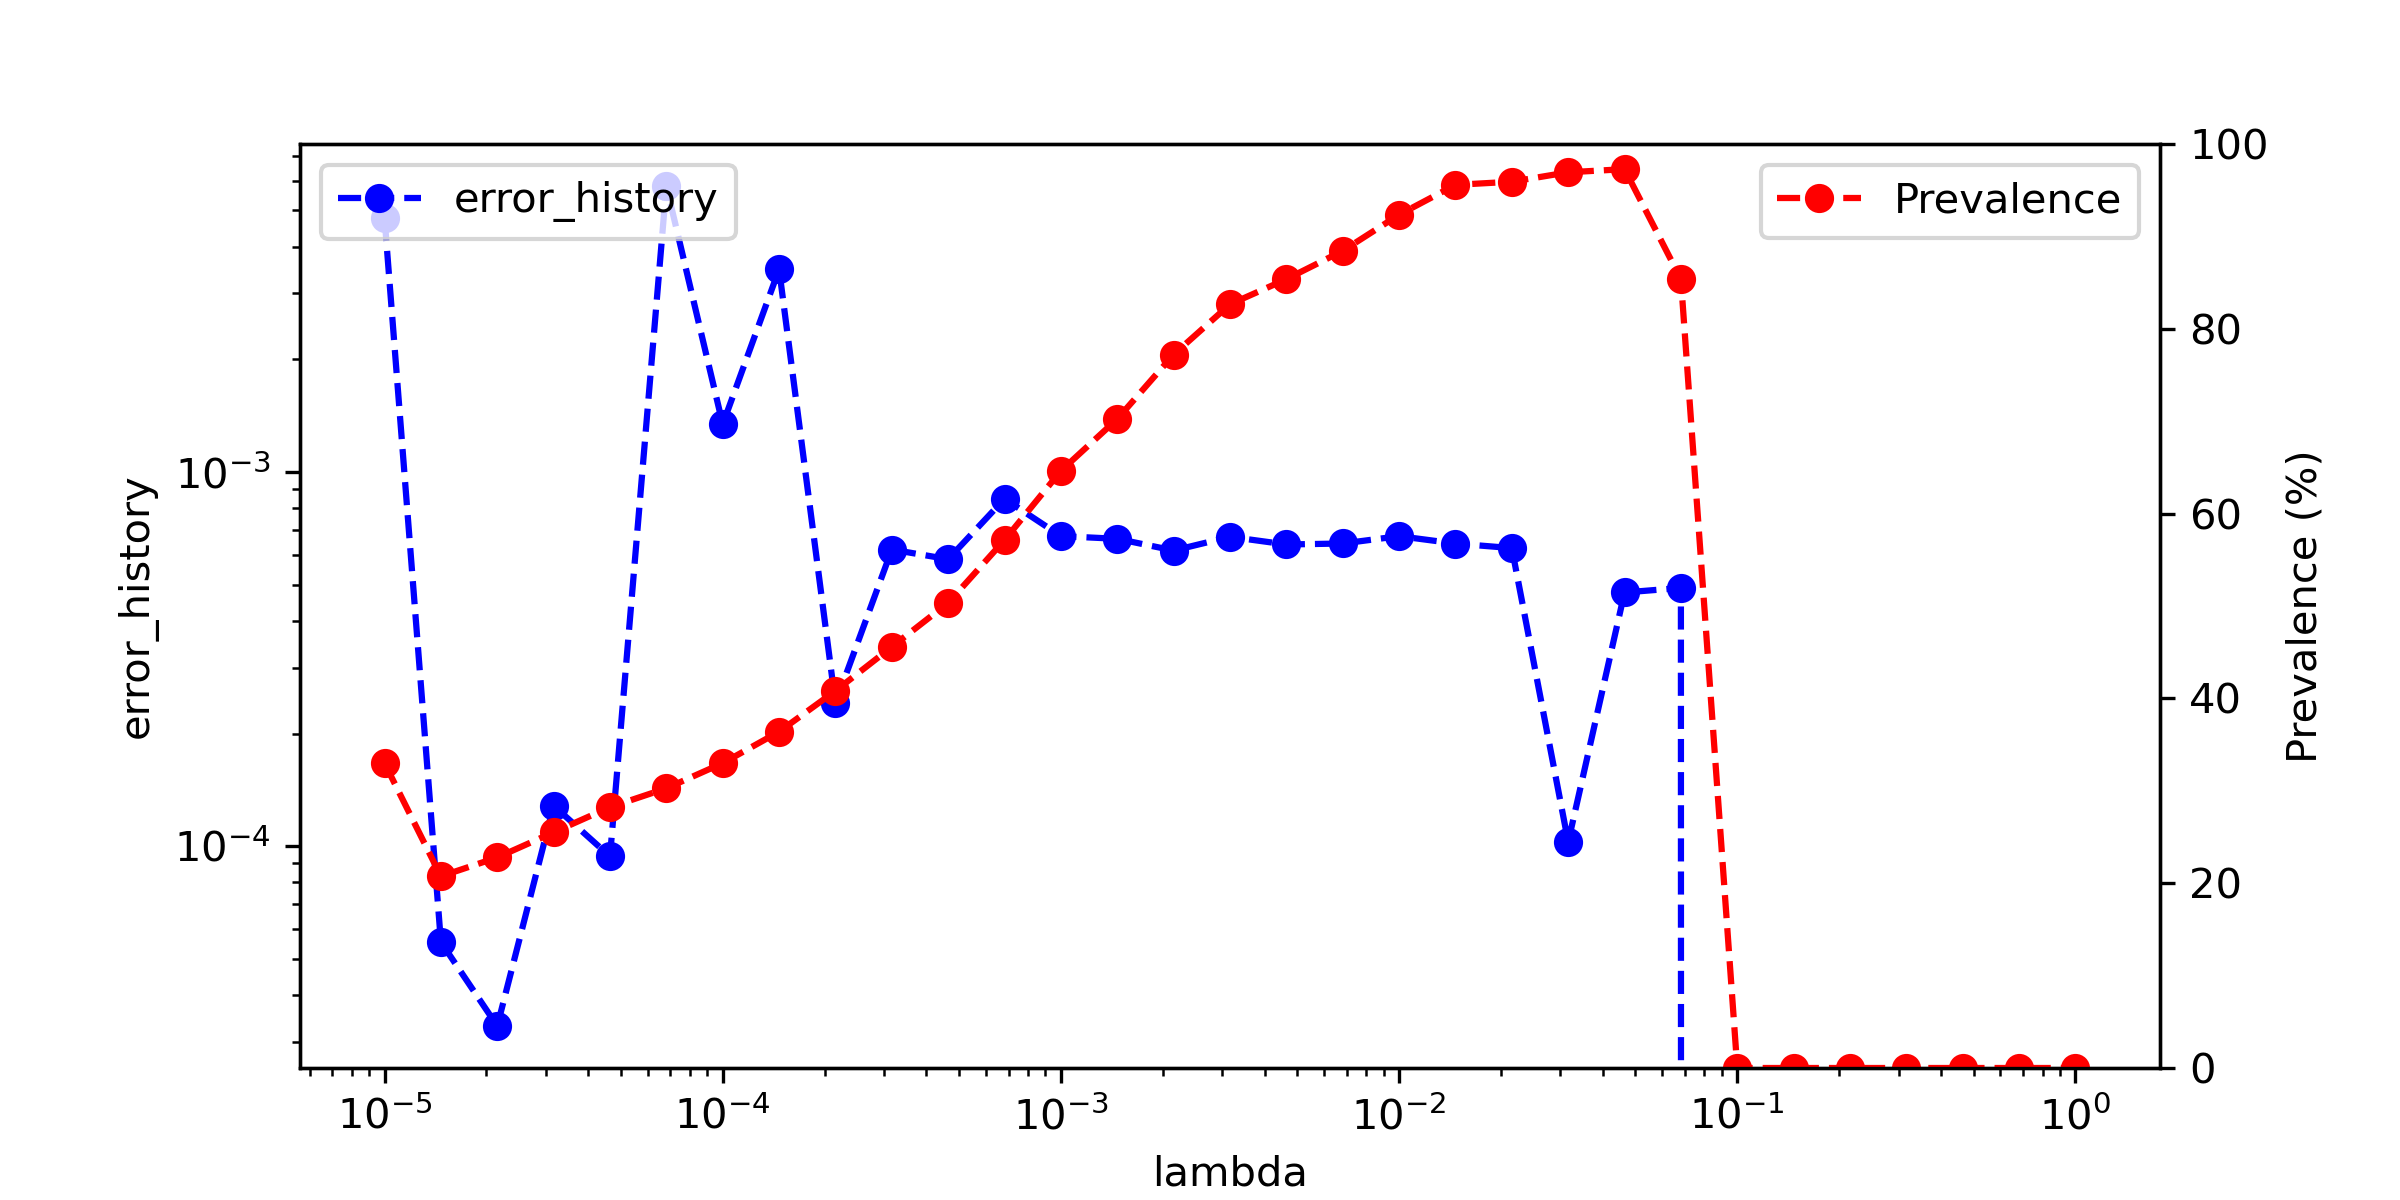 error_history
Prevalence
100
80
60
40
20
0
Prevalence (%)
error_history
10⁻³
10⁻⁴
10⁻⁵ 10⁻⁴ 10⁻³ 10⁻² 10⁻¹ 10⁰
lambda